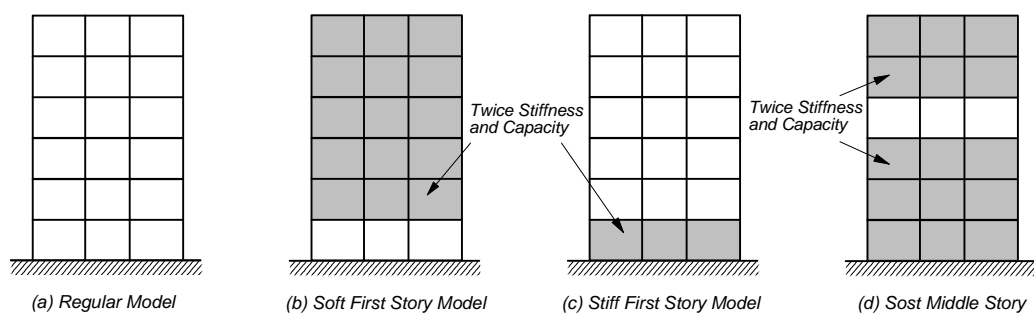 Twice Stiffness
and Capacity
Twice Stiffness
and Capacity
(a) Regular Model
(b) Soft First Story Model
(c) Stiff First Story Model
(d) Sost Middle Story